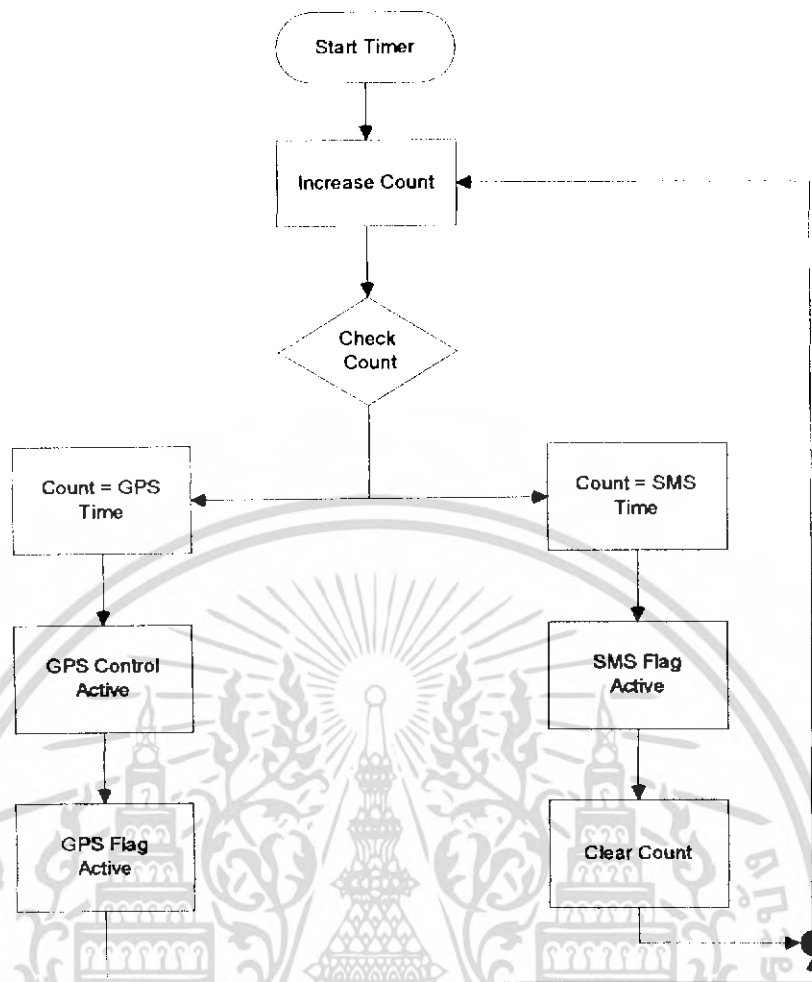 Start Timer
Increase Count
Check
Count
Count = GPS
Time
Count = SMS
Time
GPS Control
Active
SMS Flag
Active
GPS Flag
Active
Clear Count